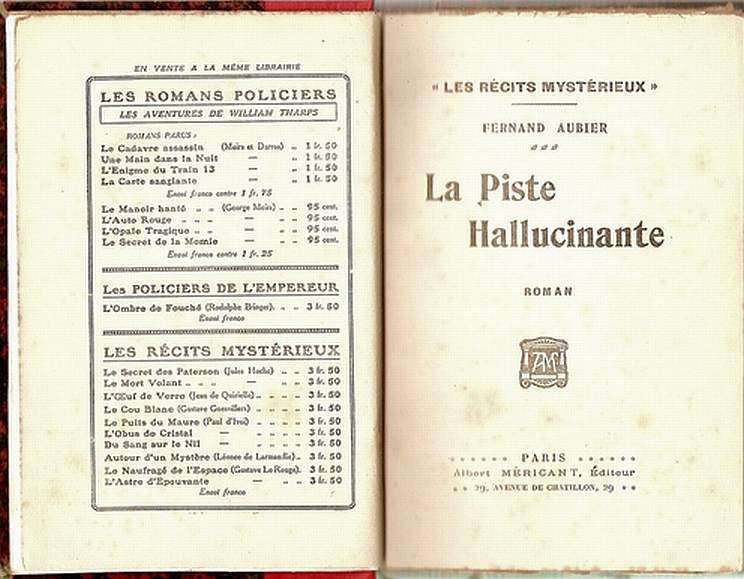 EN VENTE A LA MÊME LIBRAIRIE
LES ROMANS POLICIERS
LES AVENTURES DE WILLIAM THARPS
ROMANS PARUS :
Le Cadavre assassin (Meirs et Darros) „ 1 fr. 50
Une Main dans la Nuit — „ 1 fr. 50
L'Enigme du Train 13 — „ 1 fr. 50
La Carte sanglante — „ 1 fr. 50
Envoi franco contre 1 fr. 75
Le Manoir hanté .. .. (George Meirs) .. .. 95 cent.
L'Auto Rouge .. .. .. — .. .. 95 cent.
L'Opale Tragique .. .. — .. .. 95 cent.
Le Secret de la Momie — .. .. 95 cent.
Envoi franco contre 1 fr. 25
Les POLICIERS DE L'EMPEREUR
L'Ombre de Fouché (Rodolphe Bringer). .. .. 3 fr. 50
Envoi franco
LES RÉCITS MYSTÉRIEUX
Le Secret des Paterson (Jules Hoche) .. .. 3 fr. 50
Le Mort Volant .. .. .. — .. .. 3 fr. 50
L'Œuf de Verre (Jean de Quirielle) .. .. .. 3 fr. 50
Le Cou Blanc (Gustave Guesviller) .. .. .. 3 fr. 50
Le Puits du Maure (Paul d'Ivoi) .. .. .. .. 3 fr. 50
L'Obus de Cristal — .. .. .. .. 3 fr. 50
Du Sang sur le Nil — .. .. .. .. 3 fr. 50
Autour d'un Mystère (Léonce de Larmandie) .. 3 fr. 50
Le Naufragé de l'Espace (Gustave Le Rouge). 3 fr. 50
L'Astre d'Epouvante — .. .. 3 fr. 50
Envoi franco
« LES RÉCITS MYSTÉRIEUX »
FERNAND AUBIER
La Piste
Hallucinante
ROMAN
AM
PARIS
Albert MÉRICANT, Éditeur
29, AVENUE DE CHATILLON, 29